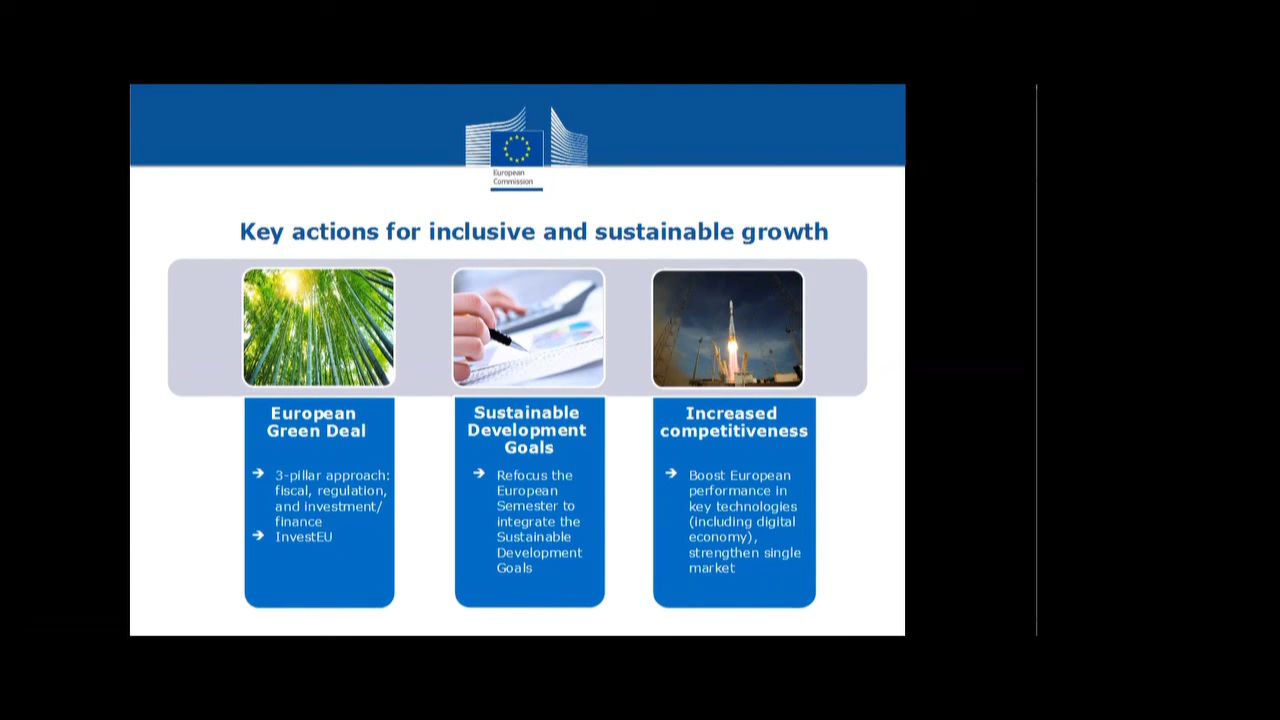 European
Commission
Key actions for inclusive and sustainable growth
European
Green Deal
➔ 3-pillar approach:
fiscal, regulation,
and investment/
finance
➔ InvestEU
Sustainable
Development
Goals
➔ Refocus the
European
Semester to
integrate the
Sustainable
Development
Goals
Increased
competitiveness
➔ Boost European
performance in
key technologies
(including digital
economy),
strengthen single
market